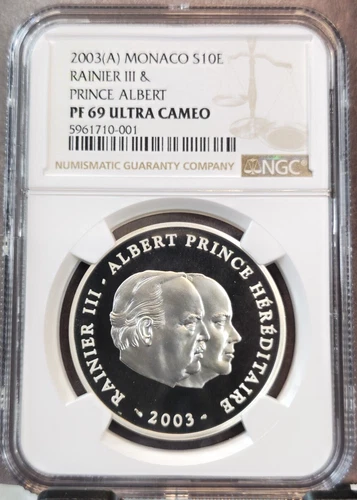 2003(A) MONACO S10E
RAINIER III &
PRINCE ALBERT
PF 69 ULTRA CAMEO
5961710-001
NUMISMATIC GUARANTY COMPANY
NGC
RAINIER III - ALBERT PRINCE HÉRÉDITAIRE
- 2003 -